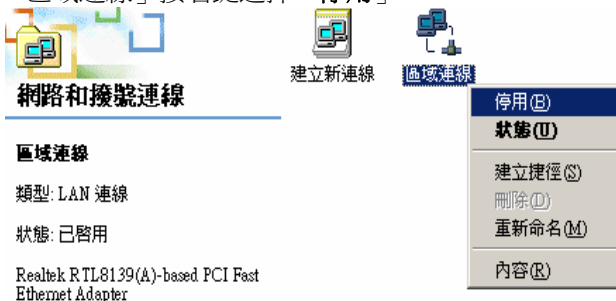 建立新連線
區域連線
網路和撥號連線
區域連線
類型: LAN 連線
狀態: 已啓用
Realtek RTL8139(A)-based PCI Fast
Ethernet Adapter
停用(B)
狀態(U)
建立捷徑(S)
刪除(D)
重新命名(M)
內容(R)